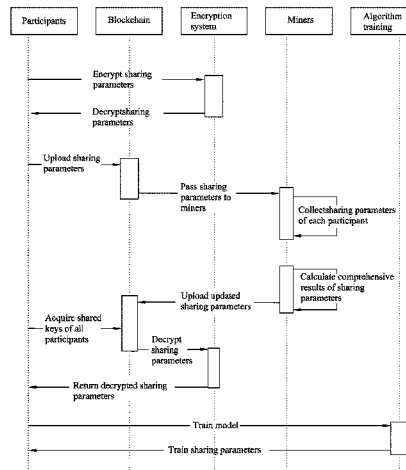 Participants
Blockchain
Encryption
system
Miners
Algorithm
training
Encrypt sharing
parameters
Decryptsharing
parameters
Upload sharing
parameters
Pass sharing
parameters to
miners
Collectsharing parameters
of each participant
Calculate comprehensive
results of sharing
parameters
Upload updated
sharing parameters
Acquire shared
keys of all
participants
Decrypt
sharing
parameters
Return decrypted sharing
parameters
Train model
Train sharing parameters